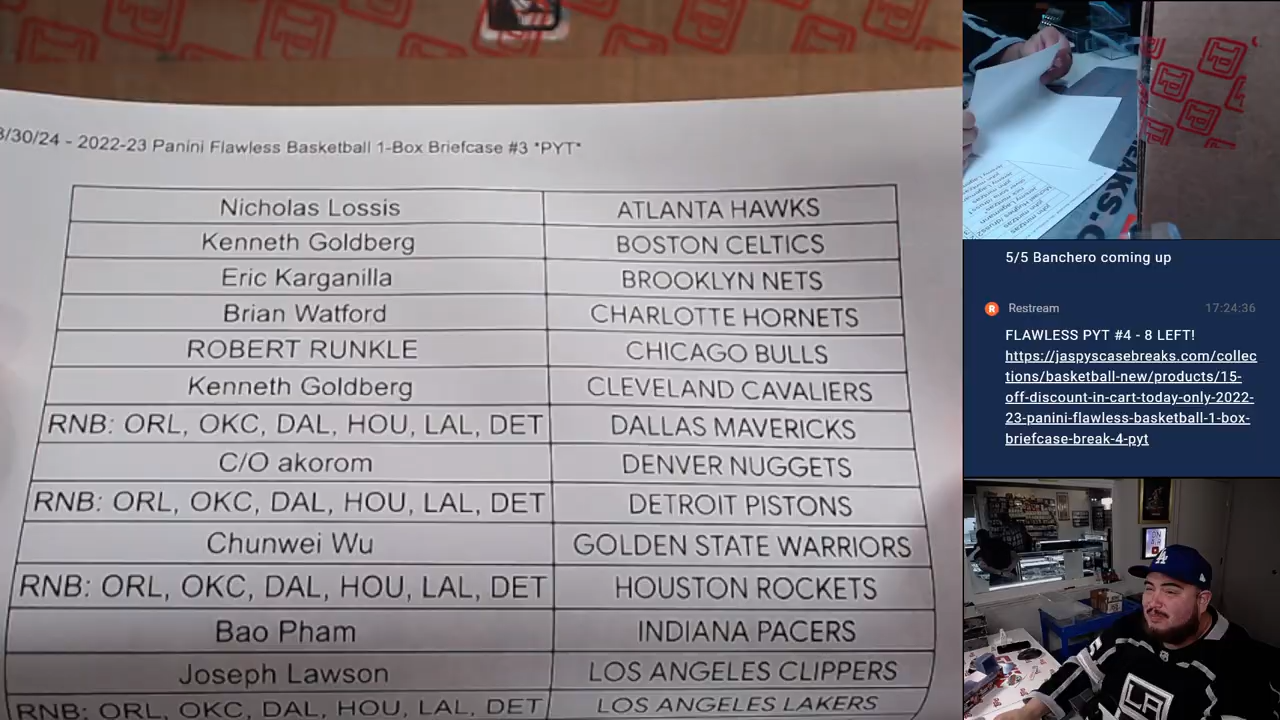 3/30/24 - 2022-23 Panini Flawless Basketball 1-Box Briefcase #3 *PYT*
Nicholas Lossis ATLANTA HAWKS
Kenneth Goldberg BOSTON CELTICS
Eric Karganilla BROOKLYN NETS
Brian Watford CHARLOTTE HORNETS
ROBERT RUNKLE CHICAGO BULLS
Kenneth Goldberg CLEVELAND CAVALIERS
RNB: ORL, OKC, DAL, HOU, LAL, DET DALLAS MAVERICKS
C/O akorom DENVER NUGGETS
RNB: ORL, OKC, DAL, HOU, LAL, DET DETROIT PISTONS
Chunwei Wu GOLDEN STATE WARRIORS
RNB: ORL, OKC, DAL, HOU, LAL, DET HOUSTON ROCKETS
Bao Pham INDIANA PACERS
Joseph Lawson LOS ANGELES CLIPPERS
RNB: ORL, OKC, DAL, HOU, LAL, DET LOS ANGELES LAKERS
5/5 Banchero coming up
R Restream 17:24:36
FLAWLESS PYT #4 - 8 LEFT!
https://jaspyscasebreaks.com/collec
tions/basketball-new/products/15-
off-discount-in-cart-today-only-2022-
23-panini-flawless-basketball-1-box-
briefcase-break-4-pyt
LA
LA